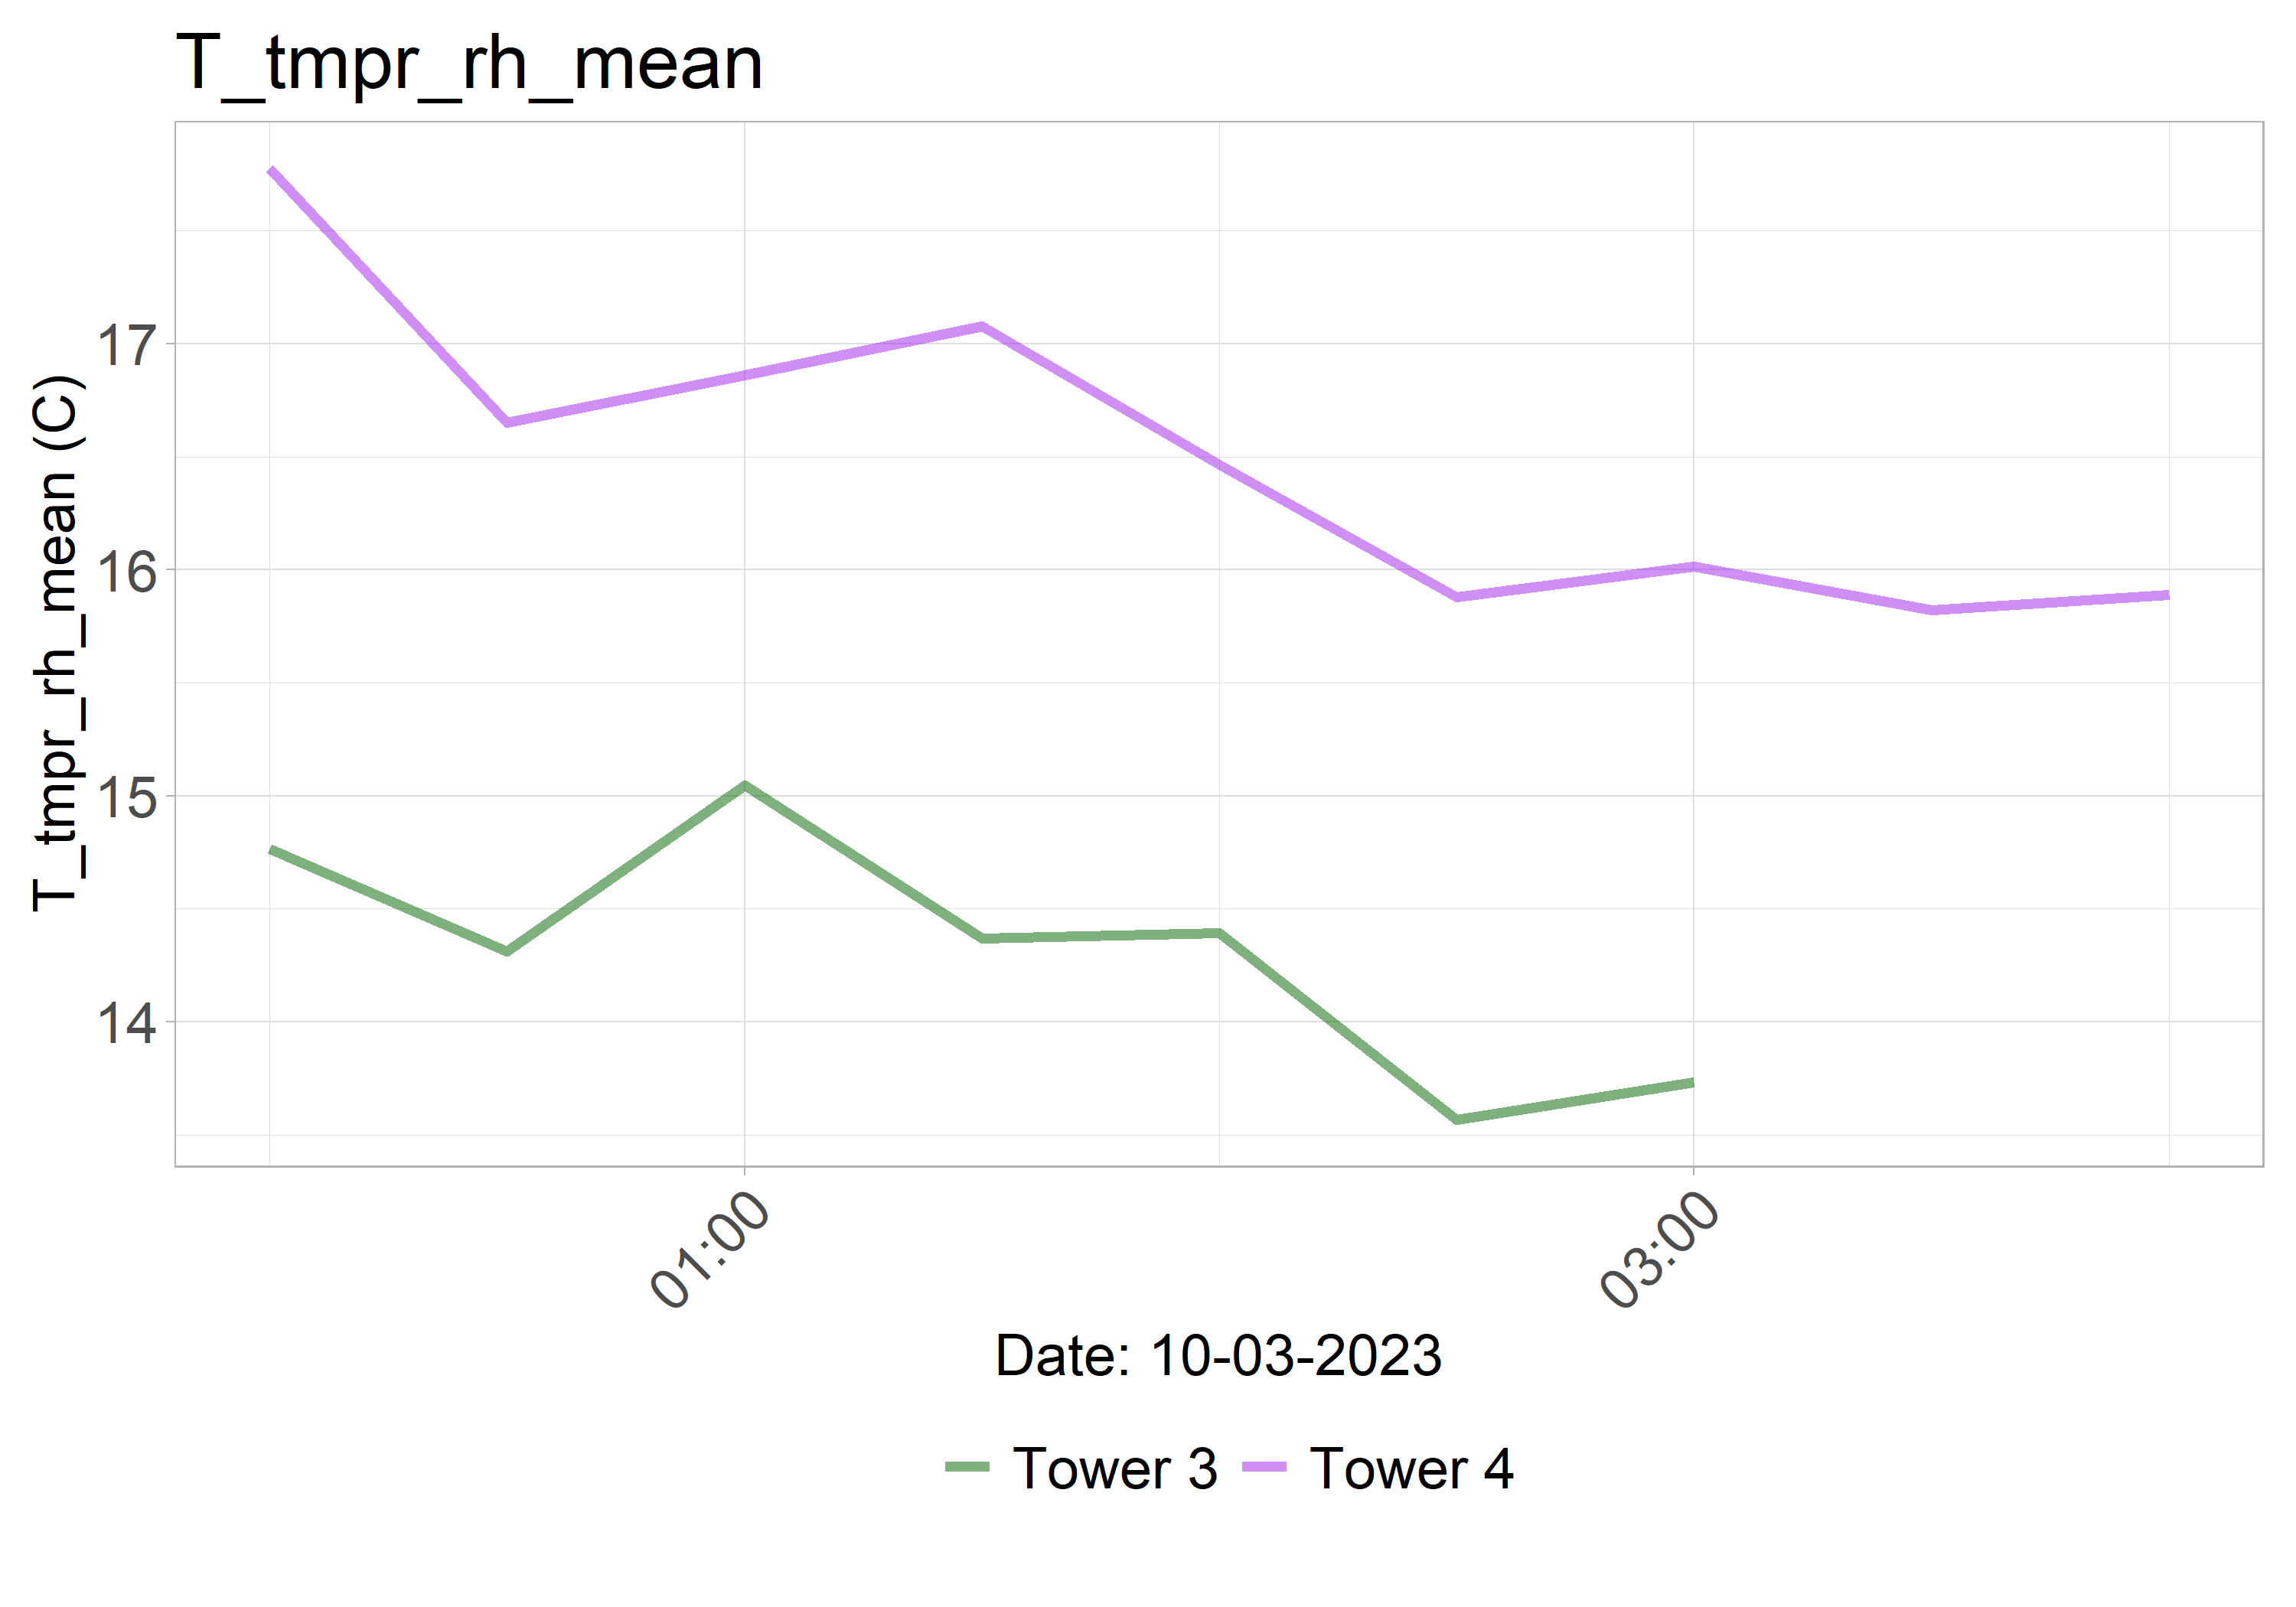 T_tmpr_rh_mean
T_tmpr_rh_mean (C)
17
16
15
14
01:00
03:00
Date: 10-03-2023
Tower 3
Tower 4